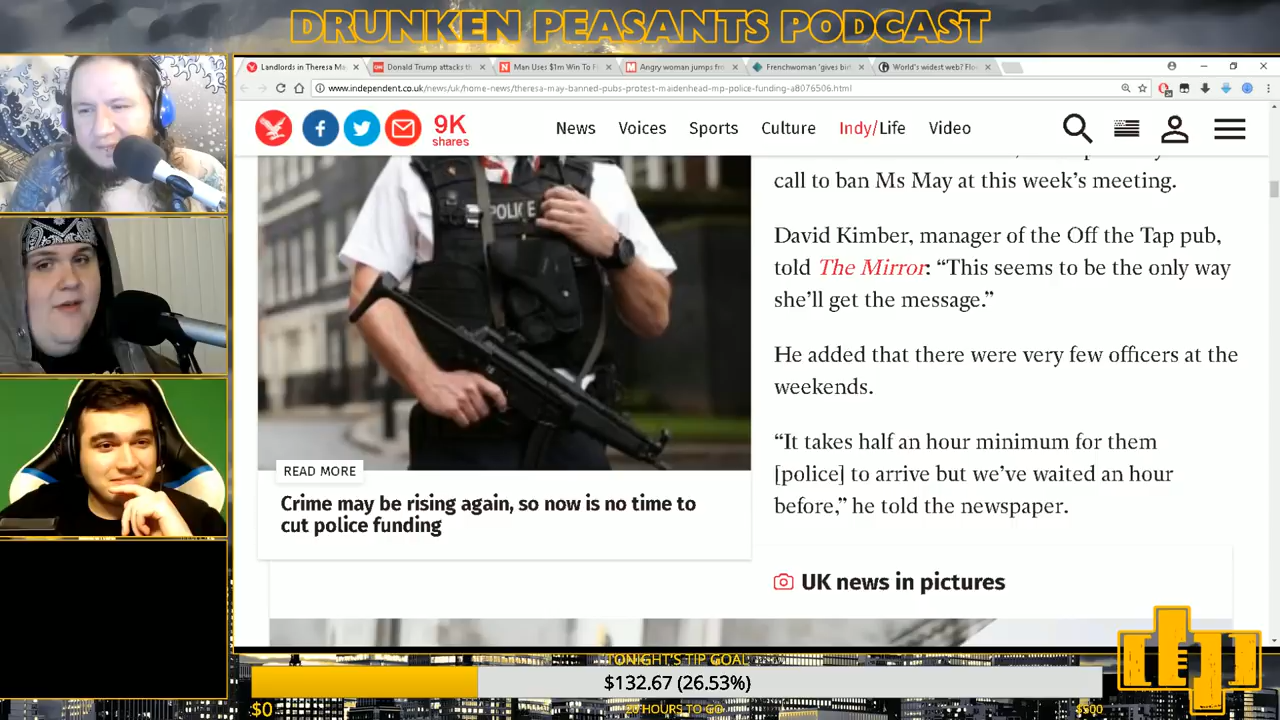 DRUNKEN PEASANTS PODCAST
Landlords in Theresa Ma
Donald Trump attacks th
Man Uses $1m Win To F
Angry woman jumps fro
Frenchwoman 'gives birt
World's widest web? Flo
www.independent.co.uk/news/uk/home-news/theresa-may-banned-pubs-protest-maidenhead-mp-police-funding-a8076506.html
9K
shares
News Voices Sports Culture Indy/Life Video
POLICE
READ MORE
Crime may be rising again, so now is no time to
cut police funding
call to ban Ms May at this week's meeting.
David Kimber, manager of the Off the Tap pub,
told The Mirror: “This seems to be the only way
she'll get the message.”
He added that there were very few officers at the
weekends.
“It takes half an hour minimum for them
[police] to arrive but we've waited an hour
before,” he told the newspaper.
UK news in pictures
TONIGHT'S TIP GOAL
$132.67 (26.53%)
$0
HOURS TO GO
$500